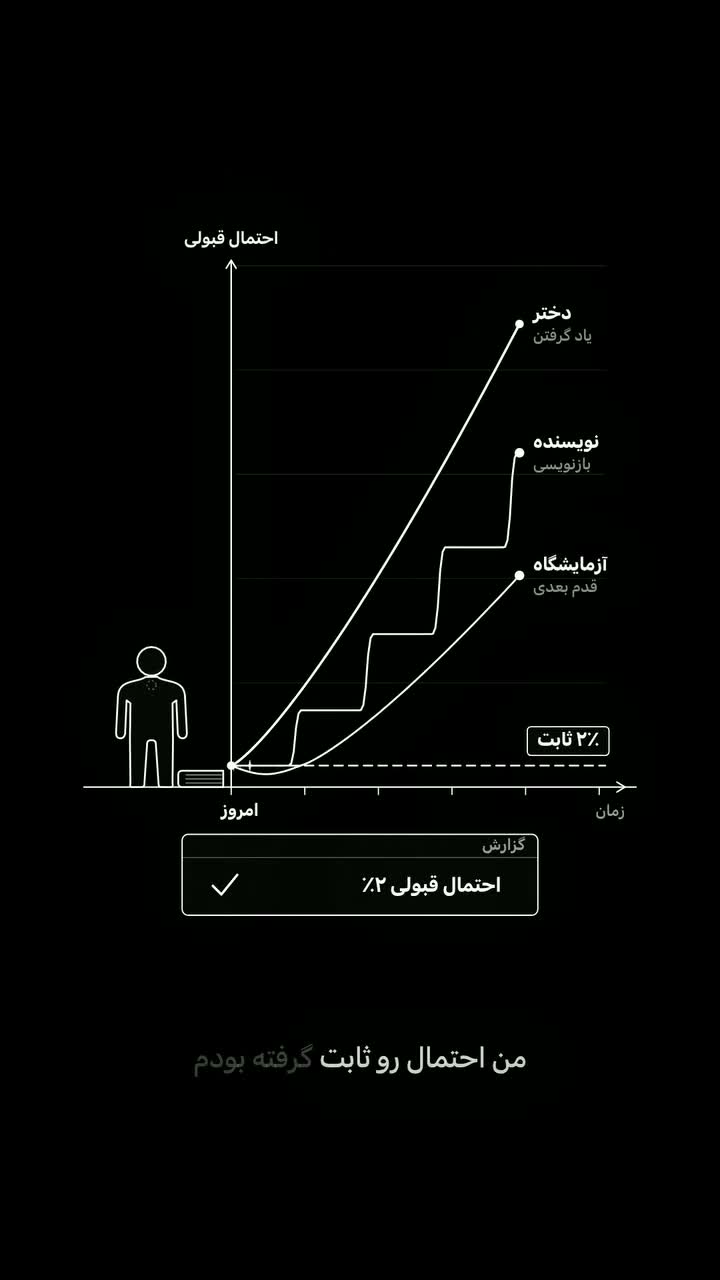 احتمال قبولی
دختر
یاد گرفتن
نویسنده
بازنویسی
آزمایشگاه
قدم بعدی
۲٪ ثابت
امروز
زمان
گزارش
احتمال قبولی ۲٪
من احتمال رو ثابت گرفته بودم